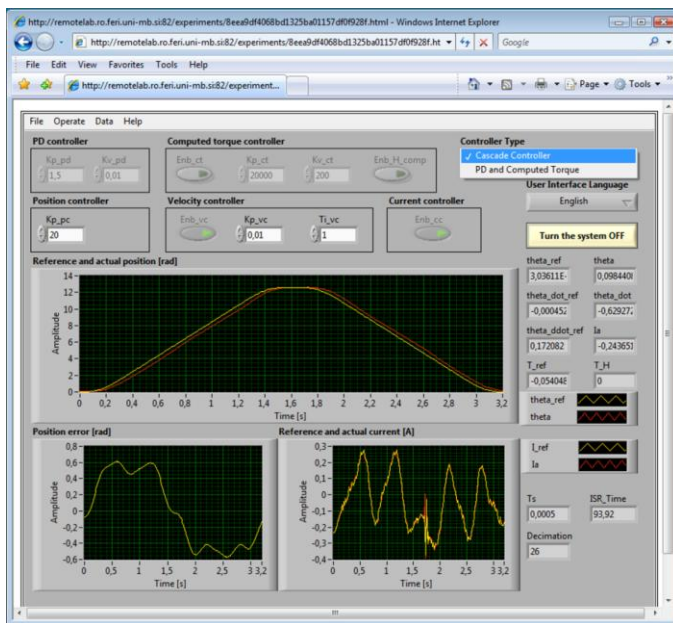 http://remotelab.ro.feri.uni-mb.si:82/experiments/8eea9df4068bd1325ba01157df0f928f.html - Windows Internet Explorer
http://remotelab.ro.feri.uni-mb.si:82/experiments/8eea9df4068bd1325ba01157df0f928f.ht
Google
File Edit View Favorites Tools Help
http://remotelab.ro.feri.uni-mb.si:82/experiment...
Page Tools
File Operate Data Help
PD controller Computed torque controller Controller Type
Kp_pd Kv_pd Enb_ct Kp_ct Kv_ct Enb_H_comp
1,5 0,01 20000 200
Cascade Controller
PD and Computed Torque
User Interface Language
English
Position controller Velocity controller Current controller
Kp_pc Enb_vc Kp_vc Ti_vc Enb_cc
20 0,01 1
Turn the system OFF
Reference and actual position [rad]
Amplitude
14
12
10
8
6
4
2
0
0 0,2 0,4 0,6 0,8 1 1,2 1,4 1,6 1,8 2 2,2 2,4 2,6 2,8 3 3,2
Time [s]
theta_ref theta
3,03611E- 0,098440
theta_dot_ref theta_dot
-0,000452 -0,629272
theta_ddot_ref Ia
0,172082 -0,243651
T_ref T_H
-0,054048 0
theta_ref
theta
Position error [rad]
Amplitude
0,8
0,6
0,4
0,2
0
-0,2
-0,4
-0,6
0 0,5 1 1,5 2 2,5 3 3,2
Time [s]
Reference and actual current [A]
Amplitude
0,3
0,2
0,1
0
-0,1
-0,2
-0,3
-0,4
0 0,5 1 1,5 2 2,5 3 3,2
Time [s]
I_ref
Ia
Ts ISR_Time
0,0005 93,92
Decimation
26